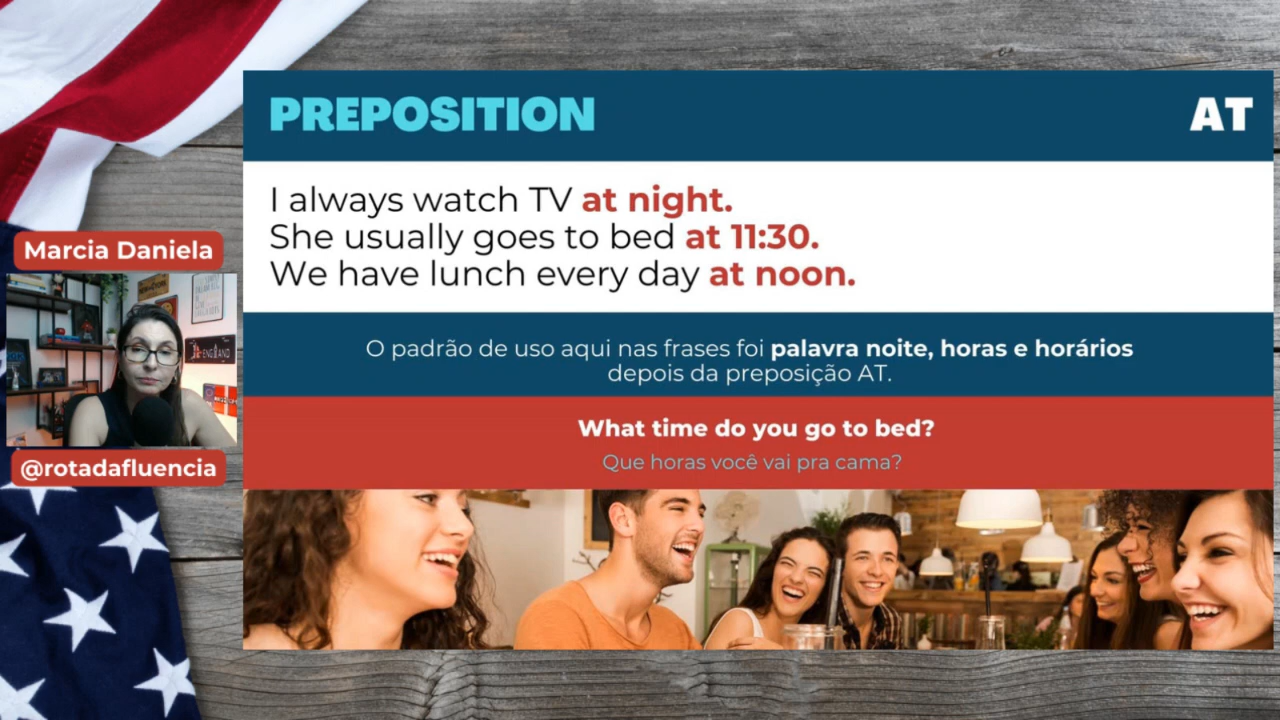 PREPOSITION
AT
I always watch TV at night.
She usually goes to bed at 11:30.
We have lunch every day at noon.
O padrão de uso aqui nas frases foi palavra noite, horas e horários
depois da preposição AT.
What time do you go to bed?
Que horas você vai pra cama?
Marcia Daniela
@rotadafluencia